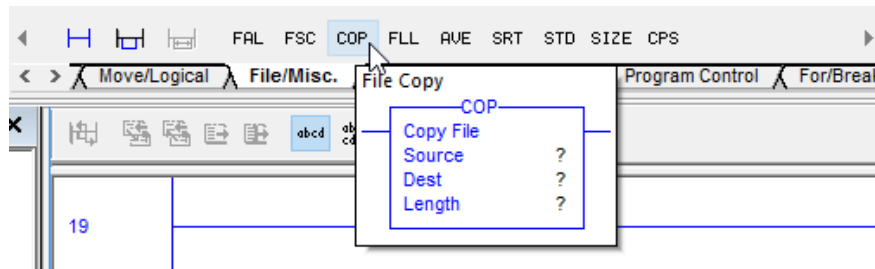 FAL FSC COP FLL AVE SRT STD SIZE CPS
Move/Logical File/Misc. Program Control For/Break
File Copy
COP
Copy File
Source ?
Dest ?
Length ?
abcd
19